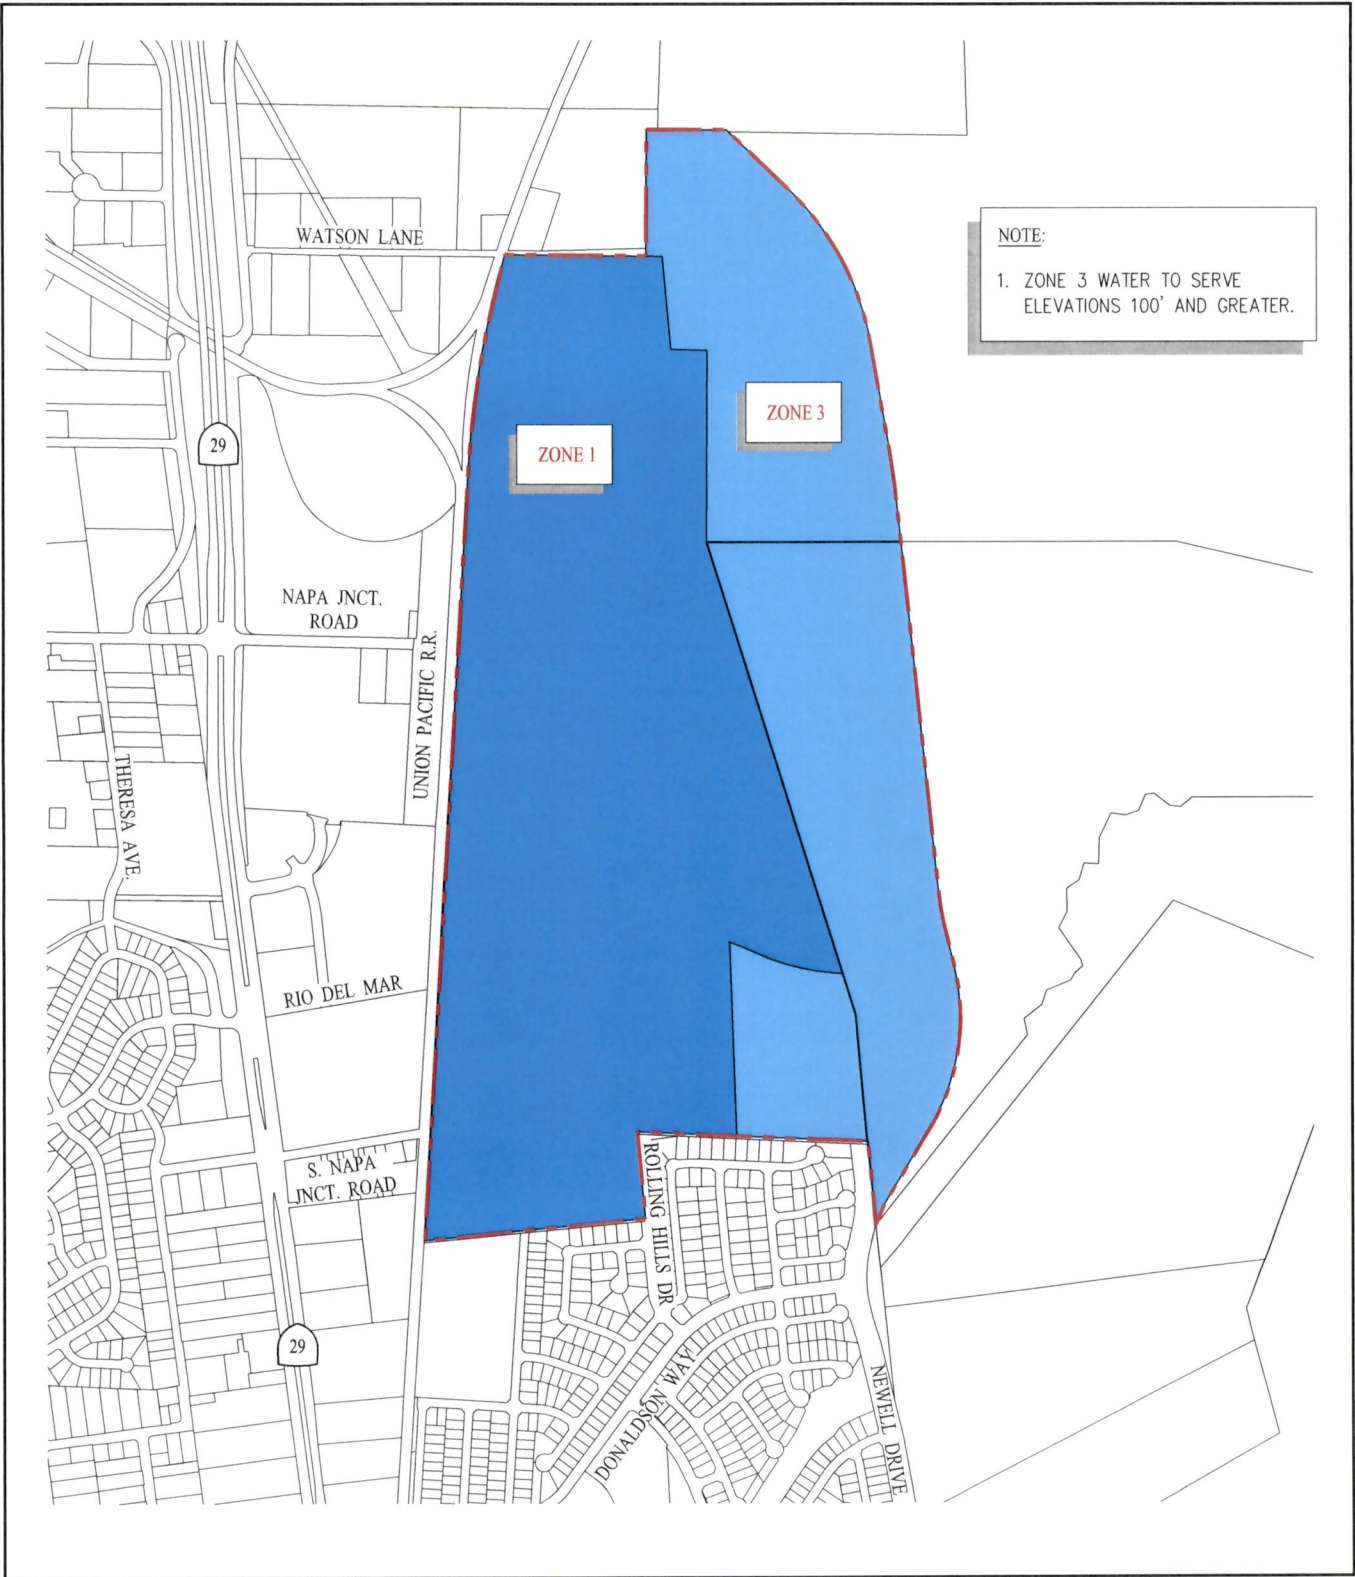 WATSON LANE
NOTE:
1. ZONE 3 WATER TO SERVE
ELEVATIONS 100' AND GREATER.
ZONE 3
29
ZONE 1
NAPA JNCT.
ROAD
UNION PACIFIC R.R.
THERESA AVE.
RIO DEL MAR
S. NAPA
JNCT. ROAD
ROLLING HILLS DR
29
DONALDSON WAY
NEWELL DRIVE